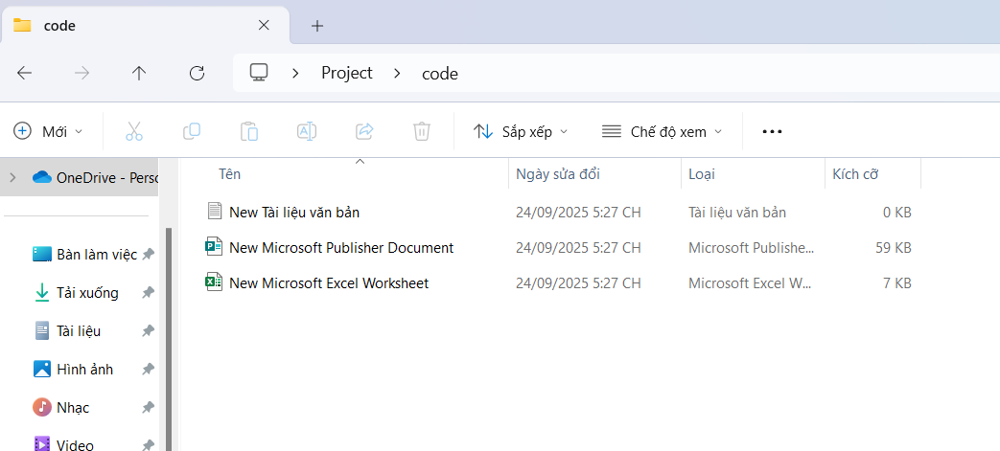 code
Project > code
Mới Sắp xếp Chế độ xem
OneDrive - Perso
Bàn làm việc
Tải xuống
Tài liệu
Hình ảnh
Nhạc
Video
Tên Ngày sửa đổi Loại Kích cỡ
New Tài liệu văn bản 24/09/2025 5:27 CH Tài liệu văn bản 0 KB
New Microsoft Publisher Document 24/09/2025 5:27 CH Microsoft Publishe... 59 KB
New Microsoft Excel Worksheet 24/09/2025 5:27 CH Microsoft Excel W... 7 KB